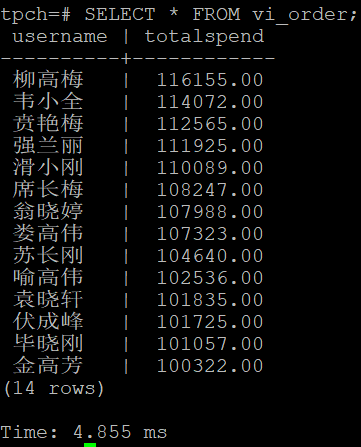 tpch=# SELECT * FROM vi_order;
username | totalspend
----------+------------
柳高梅 | 116155.00
韦小全 | 114072.00
贲艳梅 | 112565.00
强兰丽 | 111925.00
滑小刚 | 110089.00
席长梅 | 108247.00
翁晓婷 | 107988.00
娄高伟 | 107323.00
苏长刚 | 104640.00
喻高伟 | 102536.00
袁晓轩 | 101835.00
伏成峰 | 101725.00
毕晓刚 | 101057.00
金高芳 | 100322.00
(14 rows)
Time: 4.855 ms